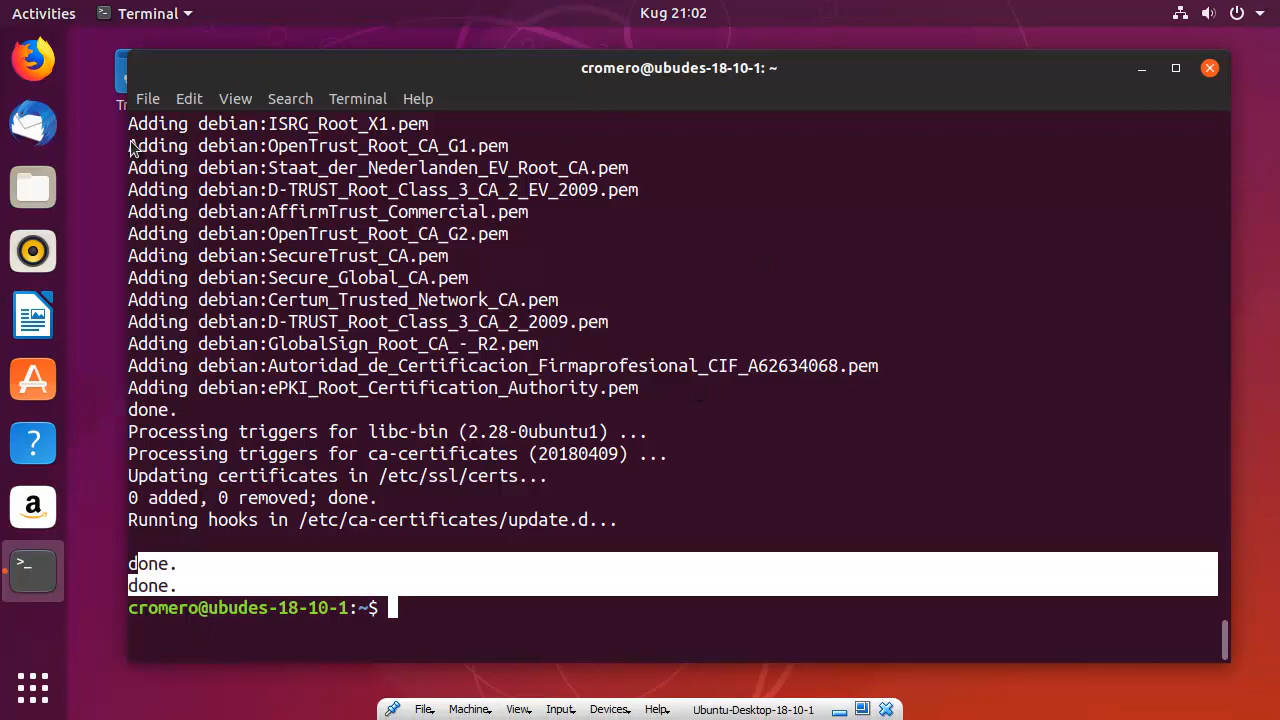 Activities
Terminal
Kug 21:02
Tr
cromero@ubudes-18-10-1: ~
File Edit View Search Terminal Help
Adding debian:ISRG_Root_X1.pem
Adding debian:OpenTrust_Root_CA_G1.pem
Adding debian:Staat_der_Nederlanden_EV_Root_CA.pem
Adding debian:D-TRUST_Root_Class_3_CA_2_EV_2009.pem
Adding debian:AffirmTrust_Commercial.pem
Adding debian:OpenTrust_Root_CA_G2.pem
Adding debian:SecureTrust_CA.pem
Adding debian:Secure_Global_CA.pem
Adding debian:Certum_Trusted_Network_CA.pem
Adding debian:D-TRUST_Root_Class_3_CA_2_2009.pem
Adding debian:GlobalSign_Root_CA_-_R2.pem
Adding debian:Autoridad_de_Certificacion_Firmaprofesional_CIF_A62634068.pem
Adding debian:ePKI_Root_Certification_Authority.pem
done.
Processing triggers for libc-bin (2.28-0ubuntu1) ...
Processing triggers for ca-certificates (20180409) ...
Updating certificates in /etc/ssl/certs...
0 added, 0 removed; done.
Running hooks in /etc/ca-certificates/update.d...
done.
done.
cromero@ubudes-18-10-1:~$
File Machine View Input Devices Help Ubuntu-Desktop-18-10-1